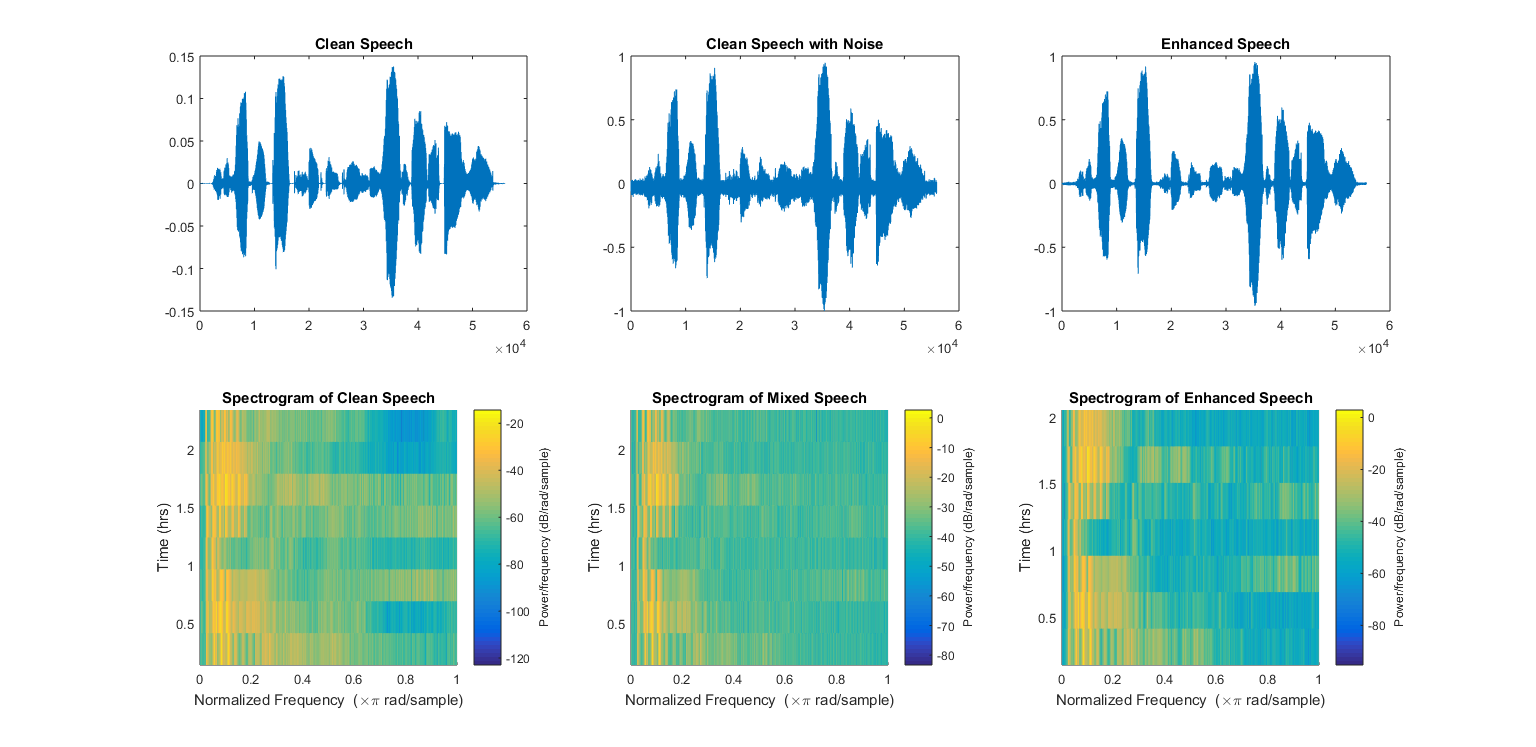 Clean Speech
0.15
0.1
0.05
0
-0.05
-0.1
-0.15
0 1 2 3 4 5 6
×10⁴
Clean Speech with Noise
1
0.5
0
-0.5
-1
0 1 2 3 4 5 6
×10⁴
Enhanced Speech
1
0.5
0
-0.5
-1
0 1 2 3 4 5 6
×10⁴
Spectrogram of Clean Speech
Time (hrs)
2
1.5
1
0.5
0 0.2 0.4 0.6 0.8 1
Normalized Frequency (×π rad/sample)
-20
-40
-60
-80
-100
-120
Power/frequency (dB/rad/sample)
Spectrogram of Mixed Speech
Time (hrs)
2
1.5
1
0.5
0 0.2 0.4 0.6 0.8 1
Normalized Frequency (×π rad/sample)
0
-10
-20
-30
-40
-50
-60
-70
-80
Power/frequency (dB/rad/sample)
Spectrogram of Enhanced Speech
Time (hrs)
2
1.5
1
0.5
0 0.2 0.4 0.6 0.8 1
Normalized Frequency (×π rad/sample)
0
-20
-40
-60
-80
Power/frequency (dB/rad/sample)